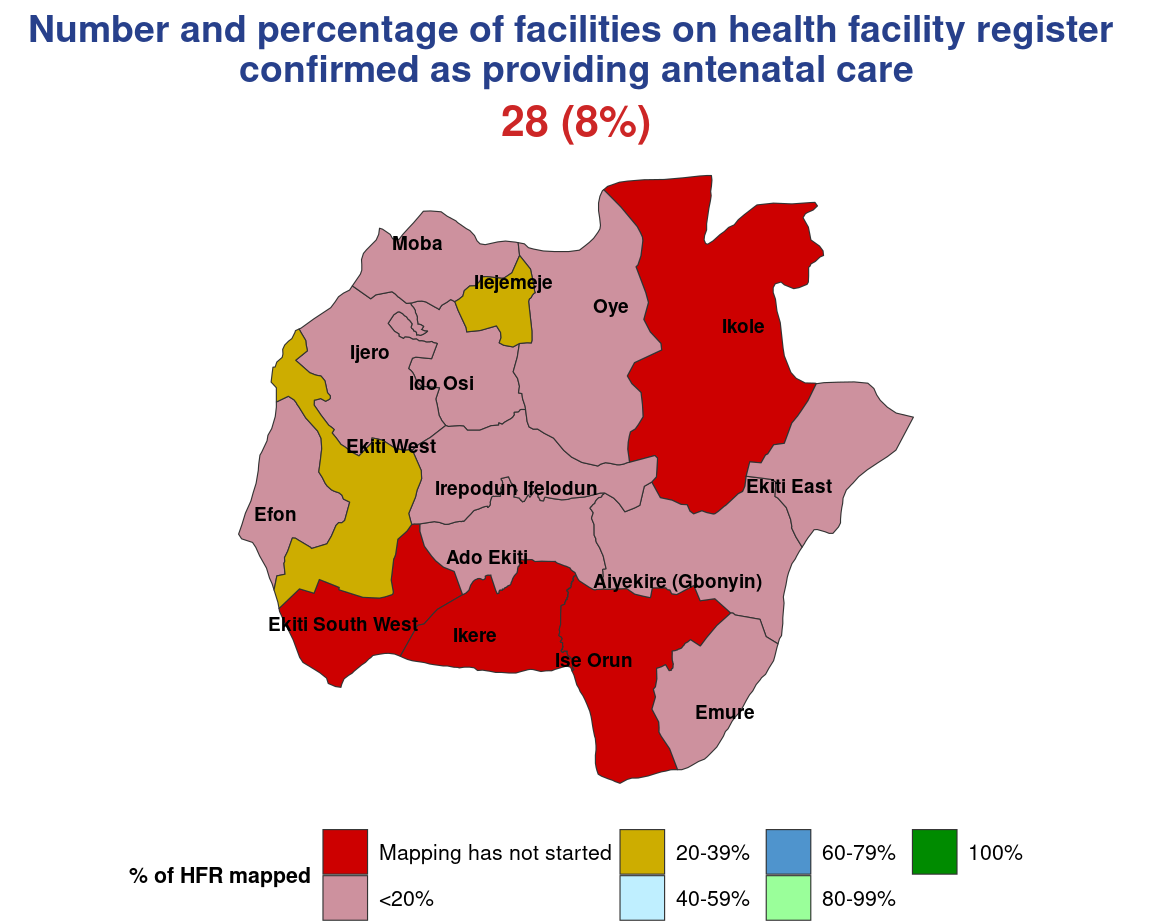 Number and percentage of facilities on health facility register
confirmed as providing antenatal care
28 (8%)
Moba
Ilejemeje
Oye
Ikole
Ijero
Ido Osi
Ekiti West
Irepodun Ifelodun
Ekiti East
Efon
Ado Ekiti
Aiyekire (Gbonyin)
Ekiti South West
Ikere
Ise Orun
Emure
% of HFR mapped
Mapping has not started
<20%
20-39%
40-59%
60-79%
80-99%
100%